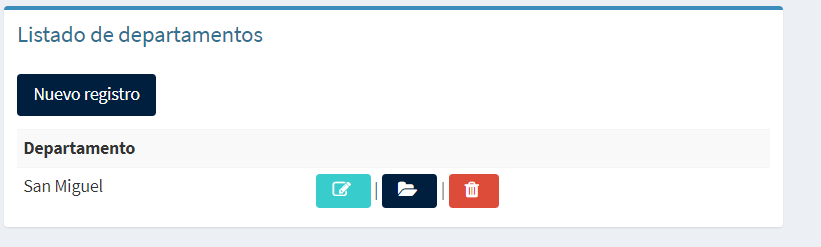 Listado de departamentos
Nuevo registro
Departamento
San Miguel | |